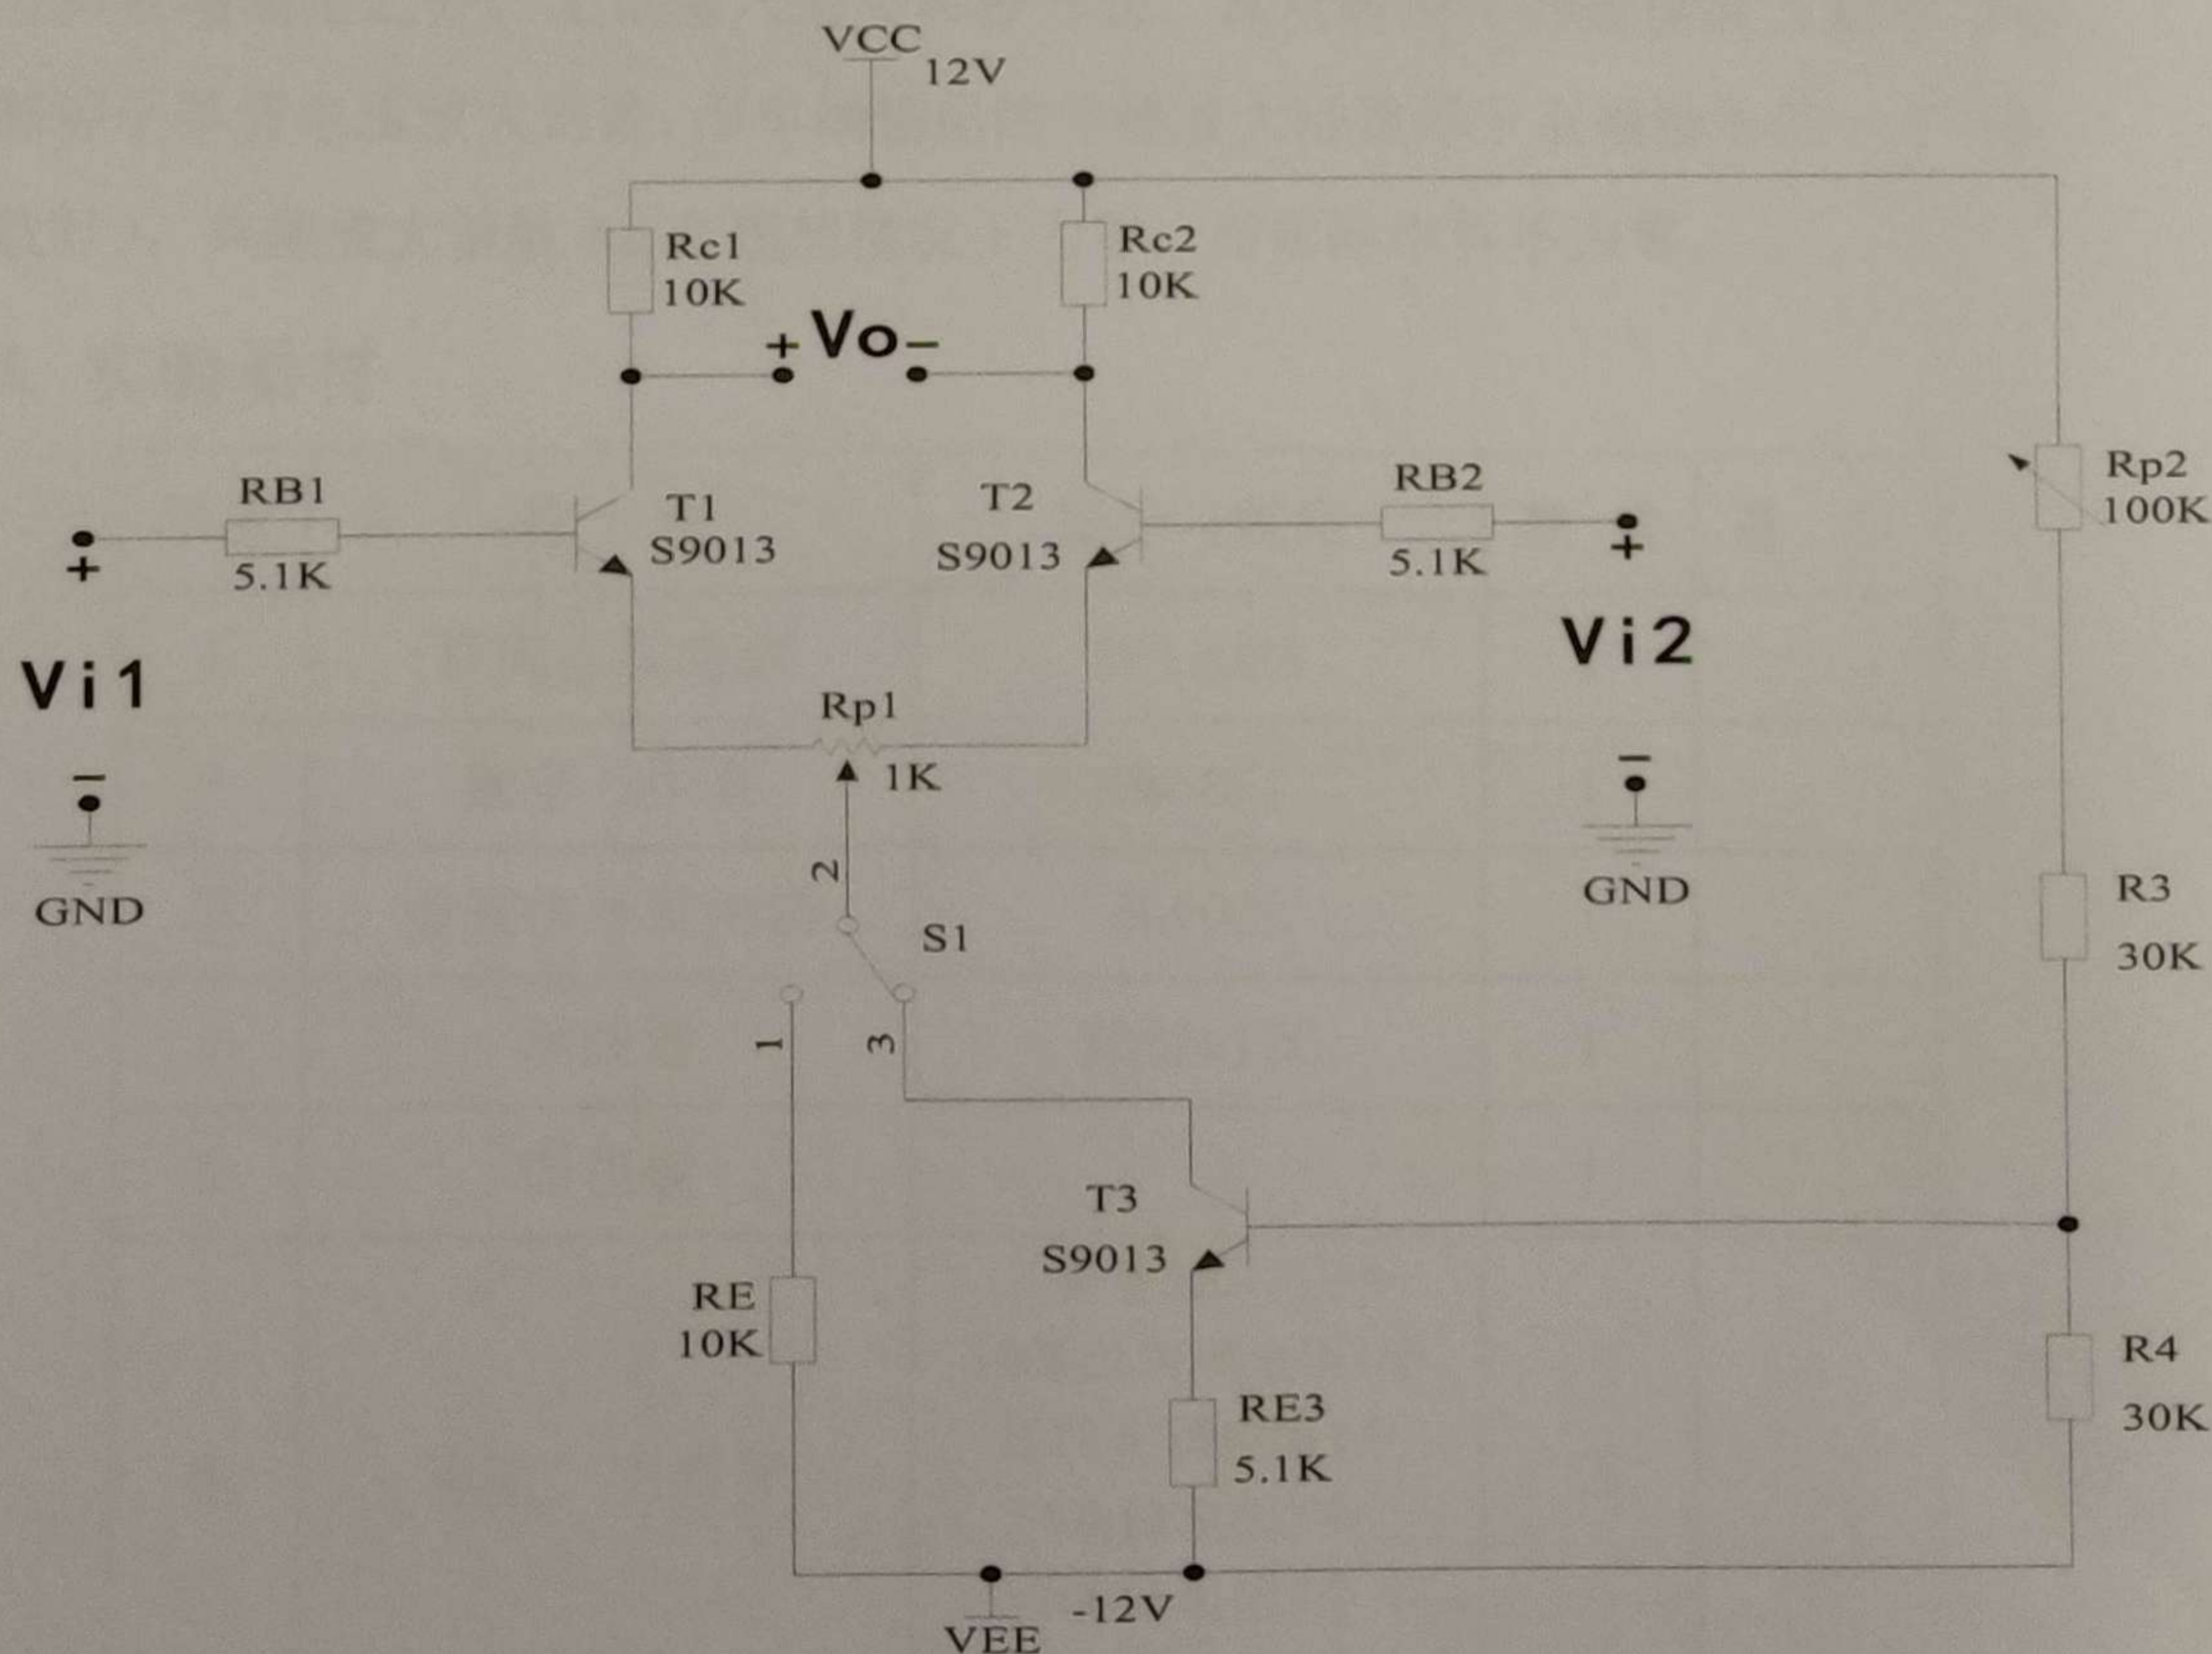 VCC
12V
Rc1
10K
Rc2
10K
+ Vo -
RB1
5.1K
T1
S9013
T2
S9013
RB2
5.1K
Rp2
100K
+
Vi1
-
GND
+
Vi2
-
GND
Rp1
1K
2
S1
1
3
R3
30K
T3
S9013
RE
10K
RE3
5.1K
R4
30K
-12V
VEE